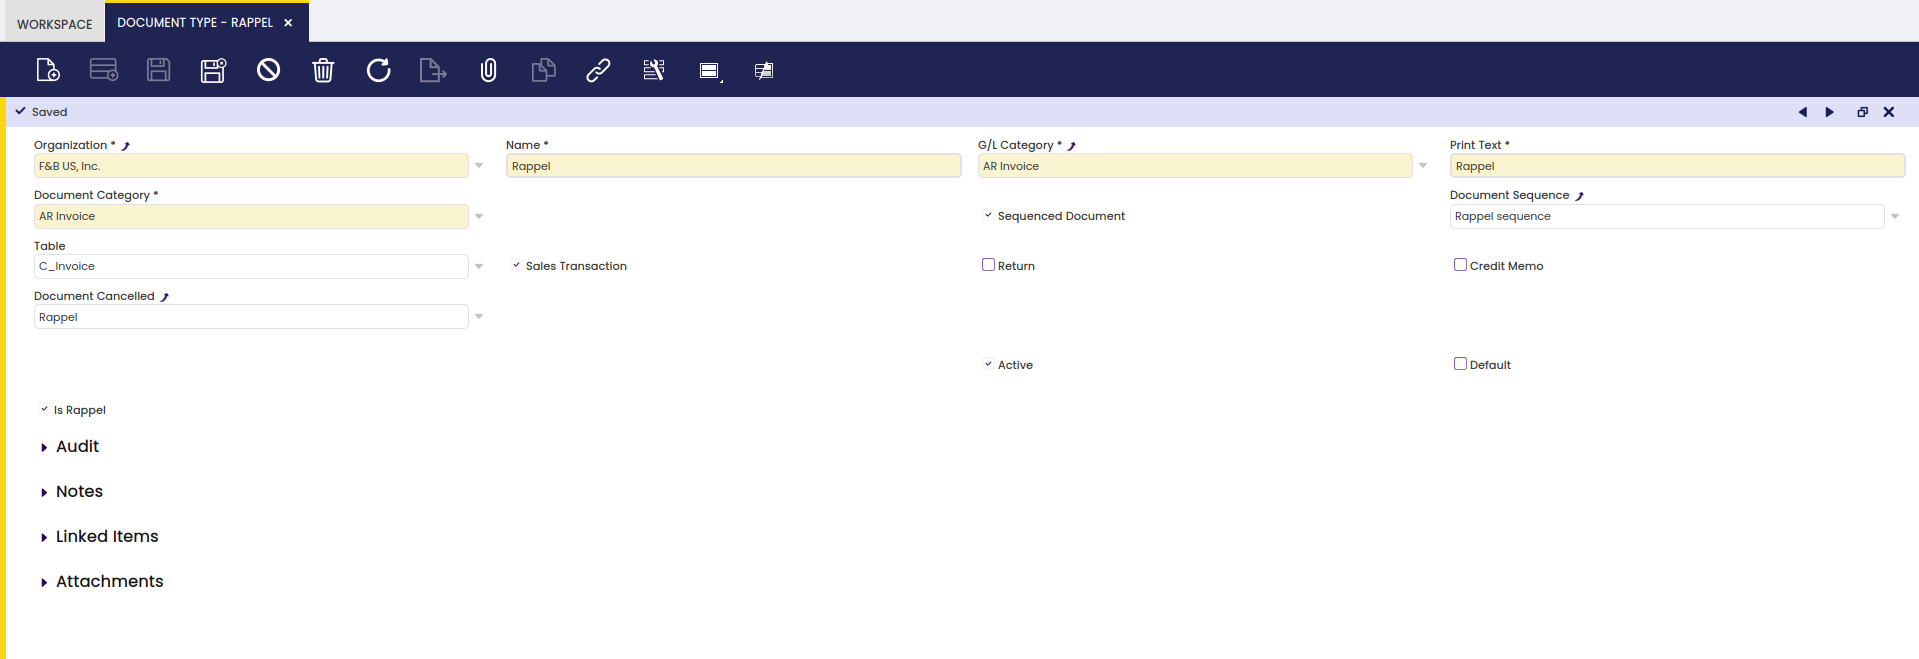 WORKSPACE
DOCUMENT TYPE - RAPPEL
Saved
Organization * Name * G/L Category * Print Text *
F&B US, Inc. Rappel AR Invoice Rappel
Document Category * Document Sequence
AR Invoice Sequenced Document Rappel sequence
Table
C_Invoice Sales Transaction Return Credit Memo
Document Cancelled
Rappel
Active Default
Is Rappel
Audit
Notes
Linked Items
Attachments